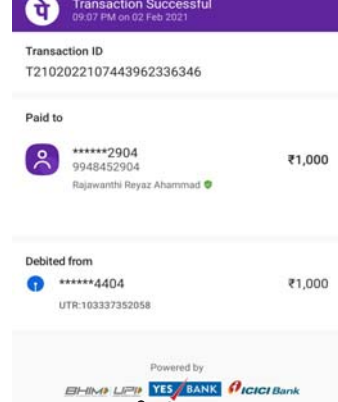 पे
Transaction Successful
09:07 PM on 02 Feb 2021
Transaction ID
T2102022107443962336346
Paid to
******2904
9948452904
₹1,000
Rajawanthi Reyaz Ahammad
Debited from
******4404
₹1,000
UTR:103337352058
Powered by
BHIM UPI YES BANK ICICI Bank